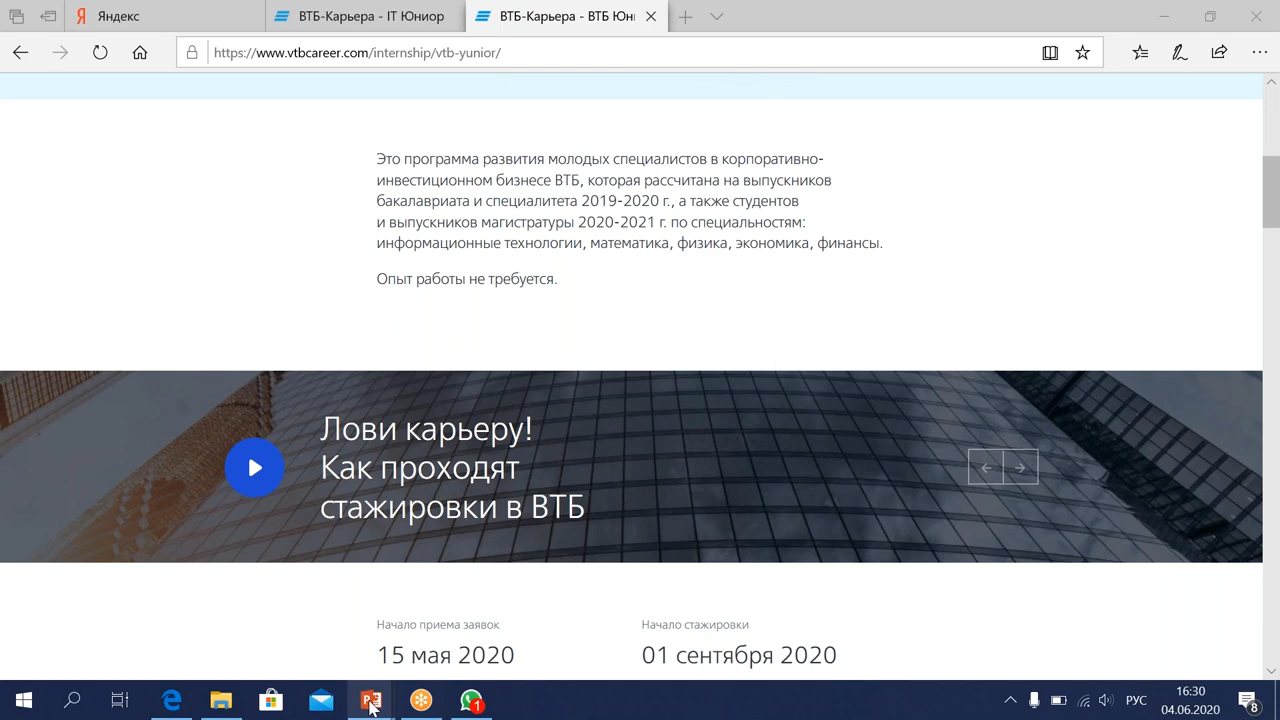 Яндекс
ВТБ-Карьера - IT Юниор
ВТБ-Карьера - ВТБ Юни
https://www.vtbcareer.com/internship/vtb-yunior/
Это программа развития молодых специалистов в корпоративно-
инвестиционном бизнесе ВТБ, которая рассчитана на выпускников
бакалавриата и специалитета 2019-2020 г., а также студентов
и выпускников магистратуры 2020-2021 г. по специальностям:
информационные технологии, математика, физика, экономика, финансы.
Опыт работы не требуется.
Лови карьеру!
Как проходят
стажировки в ВТБ
Начало приема заявок
Начало стажировки
15 мая 2020
01 сентября 2020
1
РУС
16:30
04.06.2020
8